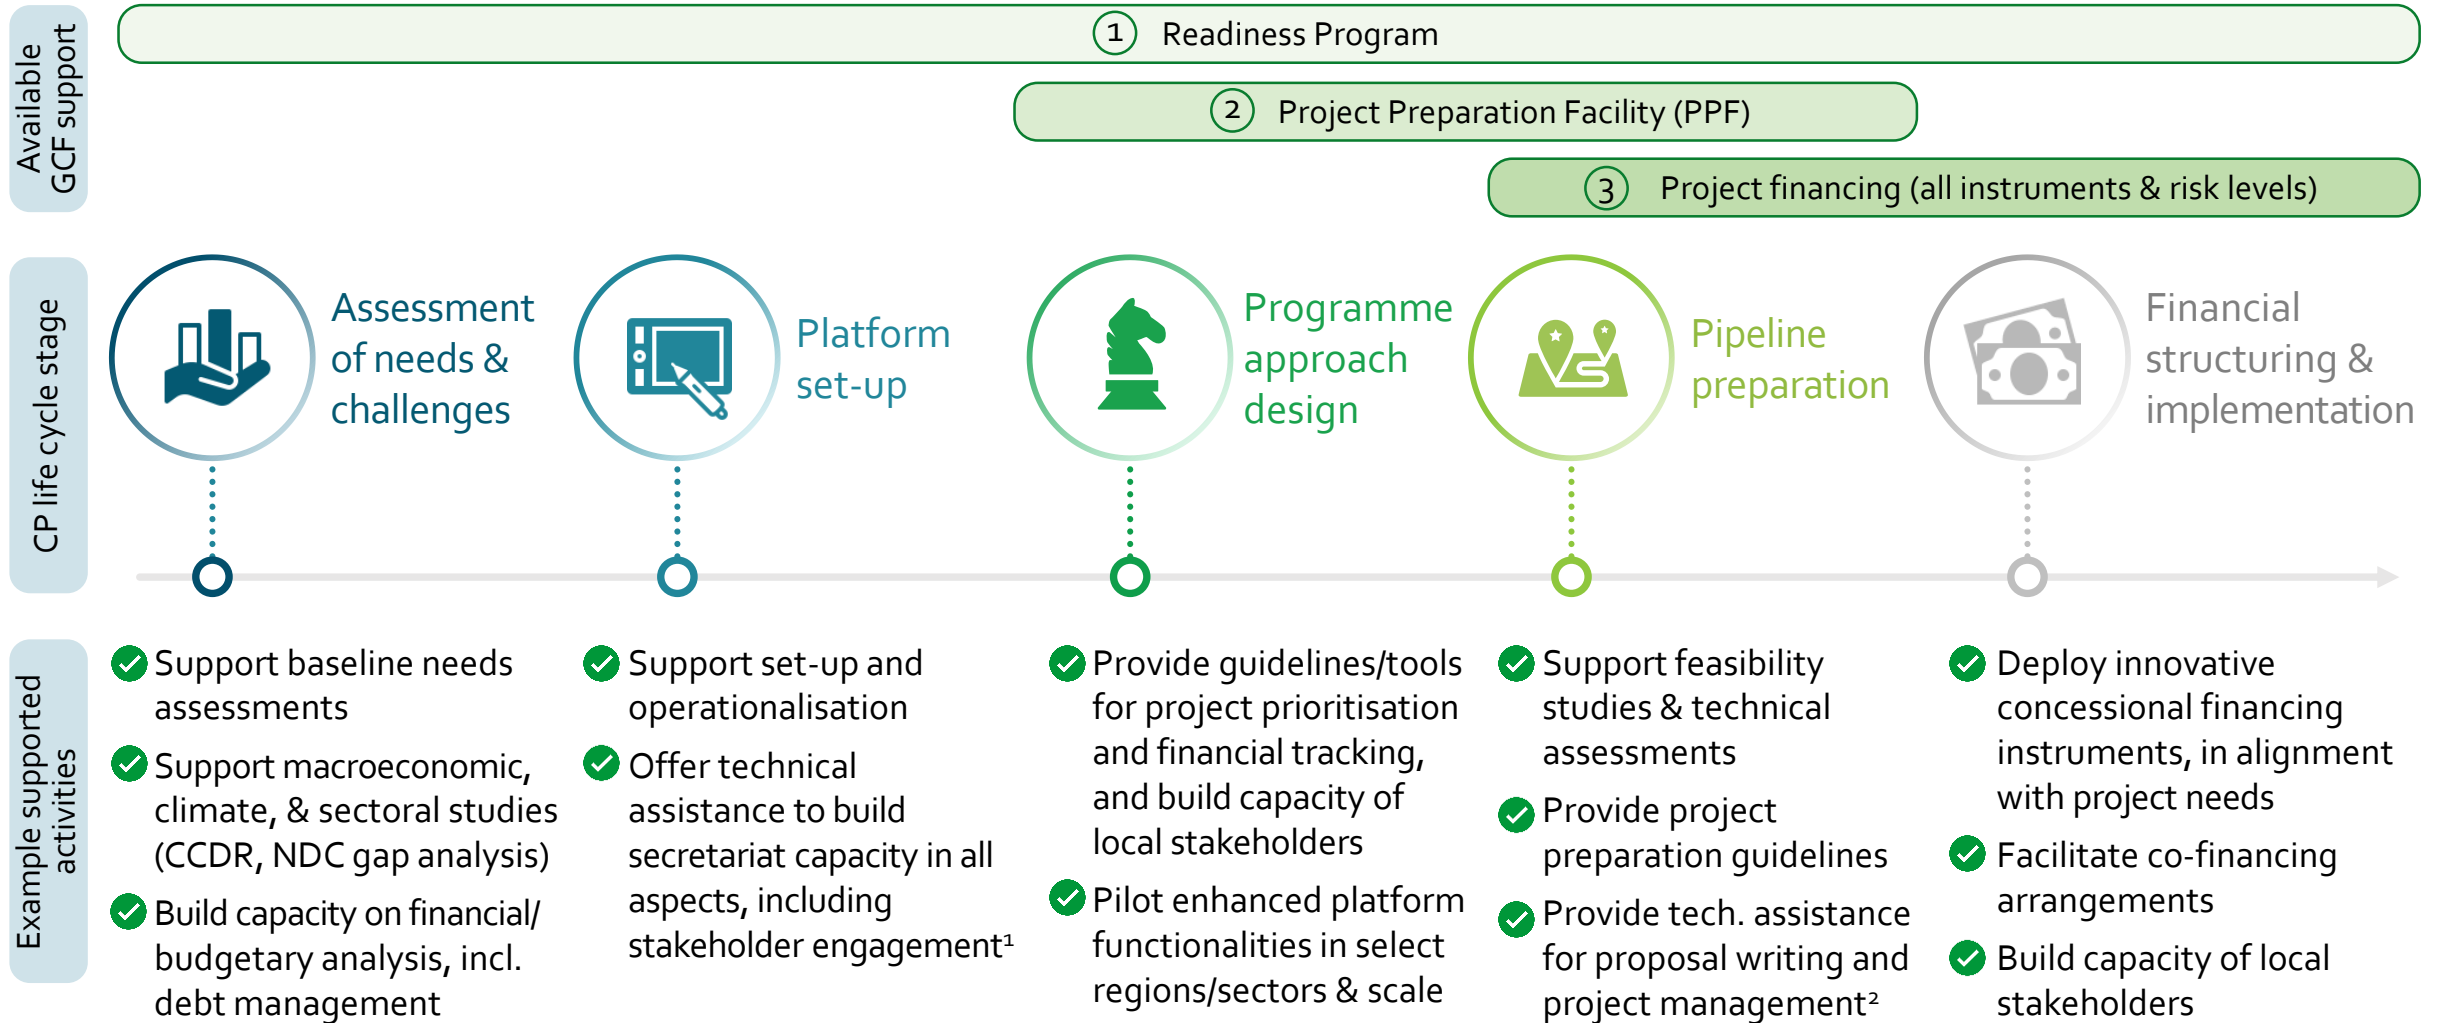 Available
GCF support
1 Readiness Program
2 Project Preparation Facility (PPF)
3 Project financing (all instruments & risk levels)
CP life cycle stage
Assessment
of needs &
challenges
Platform
set-up
Programme
approach
design
Pipeline
preparation
Financial
structuring &
implementation
Example supported
activities
Support baseline needs
assessments
Support macroeconomic,
climate, & sectoral studies
(CCDR, NDC gap analysis)
Build capacity on financial/
budgetary analysis, incl.
debt management
Support set-up and
operationalisation
Offer technical
assistance to build
secretariat capacity in all
aspects, including
stakeholder engagement¹
Provide guidelines/tools
for project prioritisation
and financial tracking,
and build capacity of
local stakeholders
Pilot enhanced platform
functionalities in select
regions/sectors & scale
Support feasibility
studies & technical
assessments
Provide project
preparation guidelines
Provide tech. assistance
for proposal writing and
project management²
Deploy innovative
concessional financing
instruments, in alignment
with project needs
Facilitate co-financing
arrangements
Build capacity of local
stakeholders